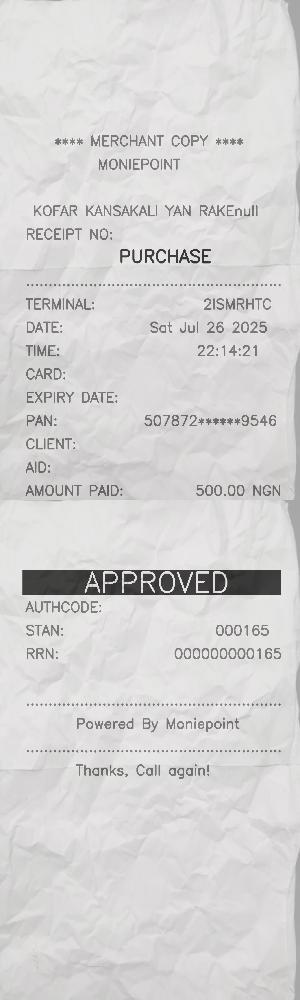 **** MERCHANT COPY ****
MONIEPOINT
KOFAR KANSAKALI YAN RAKEnull
RECEIPT NO:
PURCHASE
TERMINAL: 2ISMRHTC
DATE: Sat Jul 26 2025
TIME: 22:14:21
CARD:
EXPIRY DATE:
PAN: 507872******9546
CLIENT:
AID:
AMOUNT PAID: 500.00 NGN
APPROVED
AUTHCODE:
STAN: 000165
RRN: 000000000165
Powered By Moniepoint
Thanks, Call again!